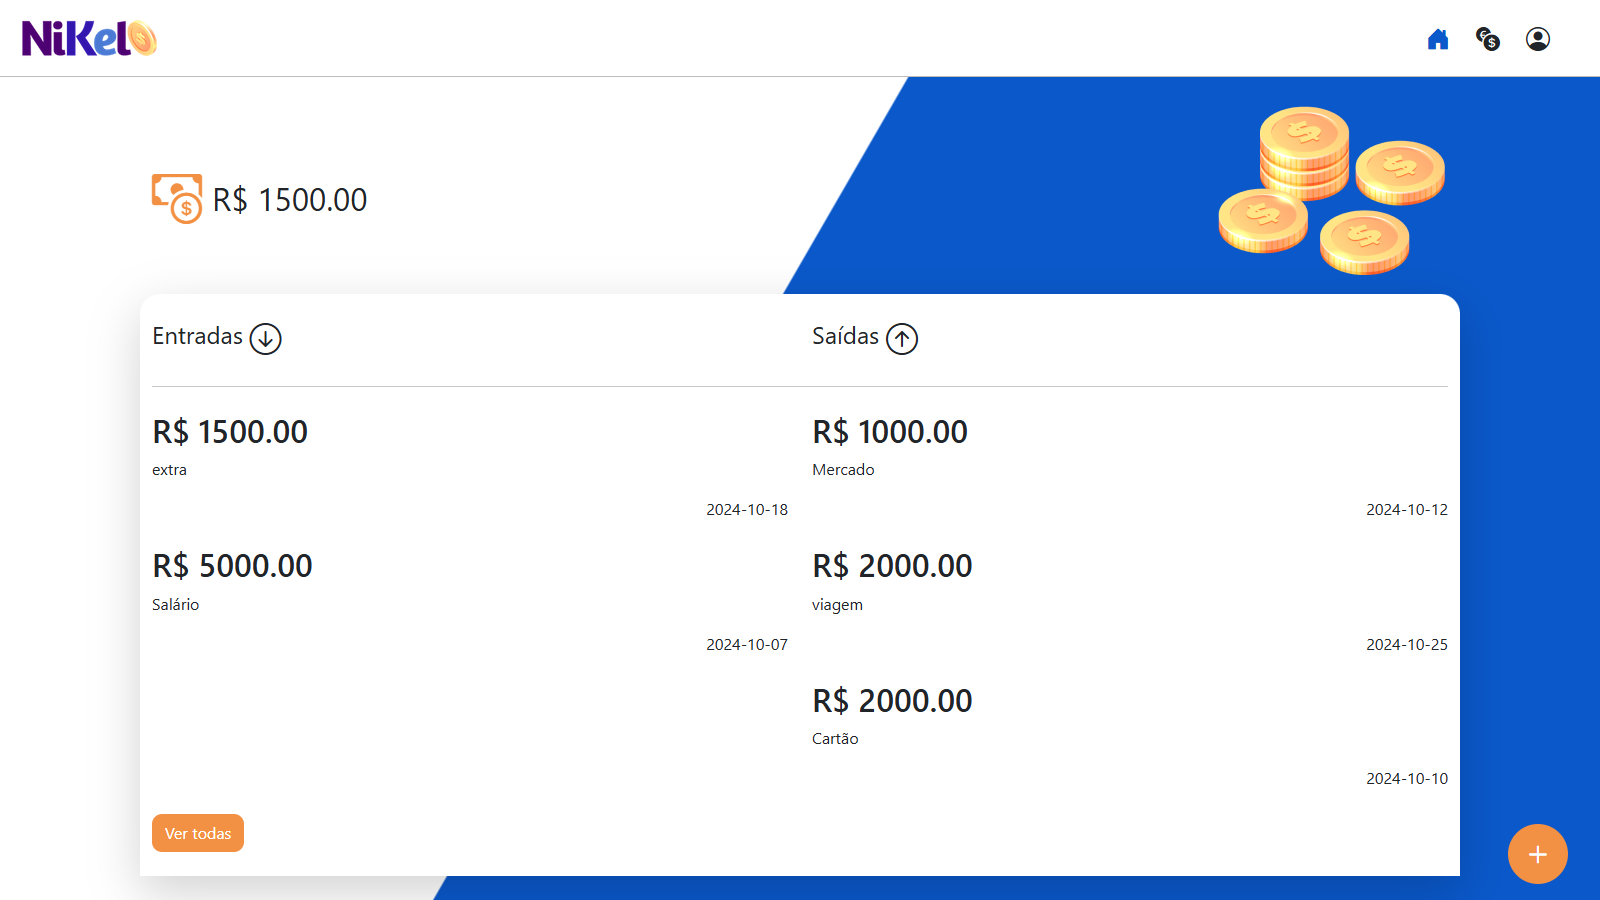 NiKel
R$ 1500.00
Entradas
Saídas
R$ 1500.00
extra
2024-10-18
R$ 5000.00
Salário
2024-10-07
R$ 1000.00
Mercado
2024-10-12
R$ 2000.00
viagem
2024-10-25
R$ 2000.00
Cartão
2024-10-10
Ver todas
+